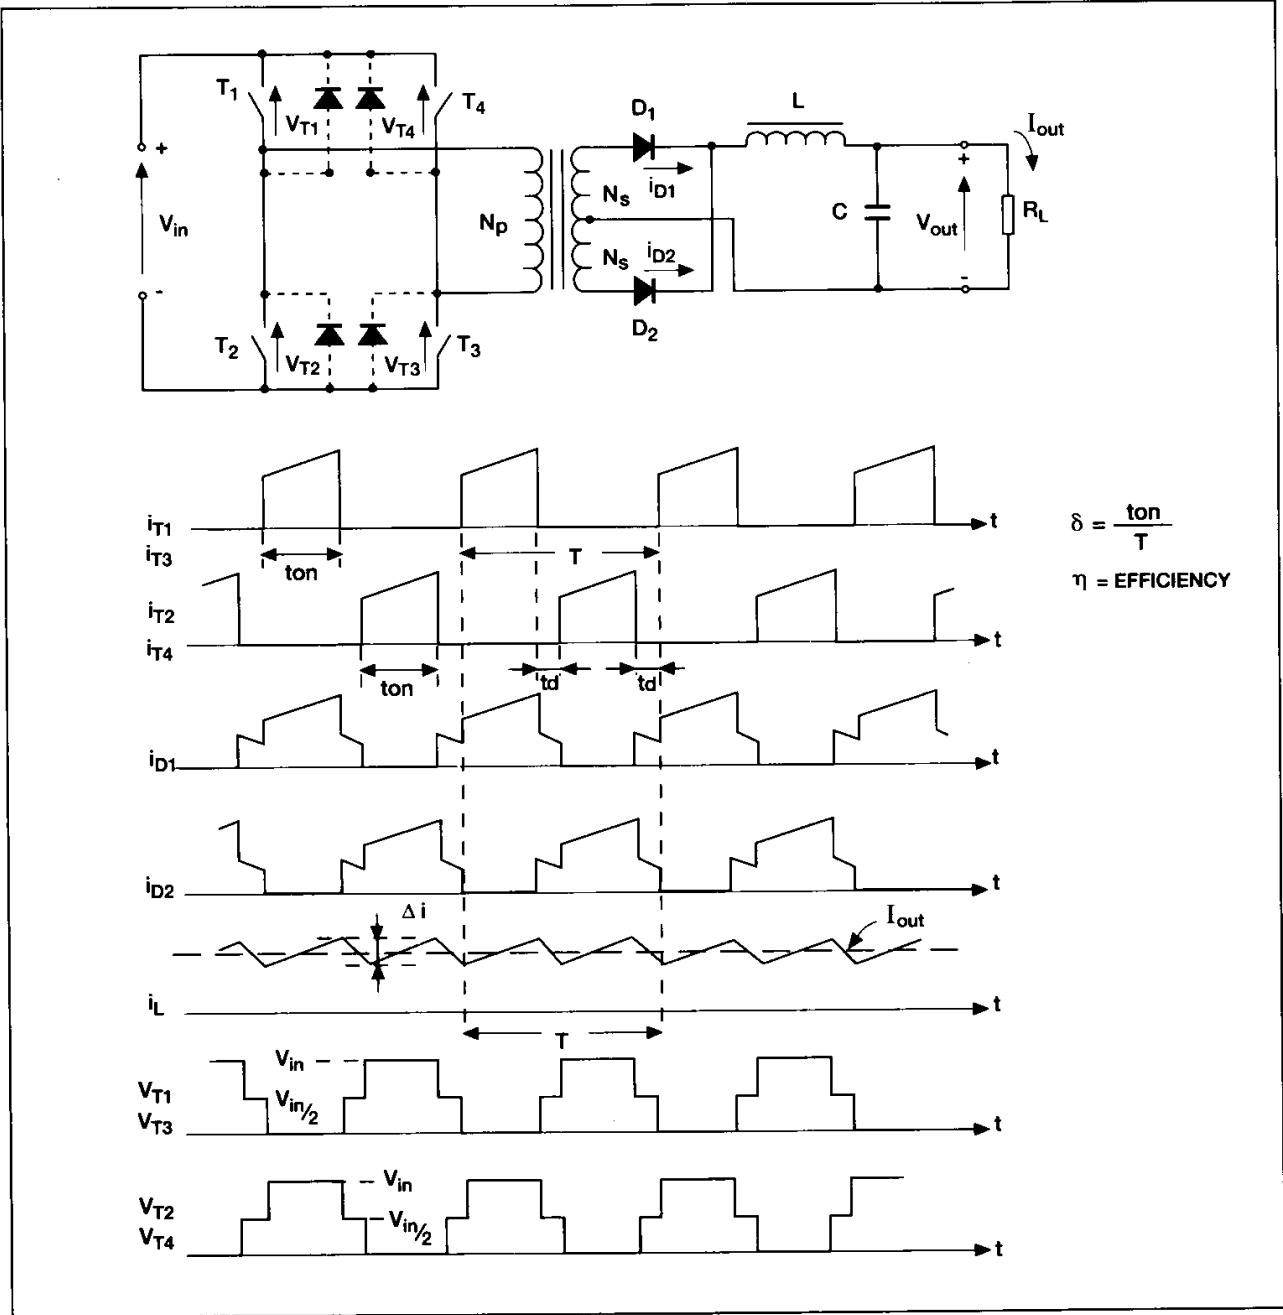 T1
VT1
VT4
T4
+
Vin
-
T2
VT2
VT3
T3
Np
Ns
Ns
D1
iD1
iD2
D2
L
C
+
Vout
-
Iout
RL
iT1
iT3
ton
T
t
δ = ton
T
η = EFFICIENCY
iT2
iT4
ton
td
td
t
iD1
t
iD2
t
Δ i
Iout
iL
t
T
Vin
VT1
Vin/2
VT3
t
Vin
VT2
Vin/2
VT4
t